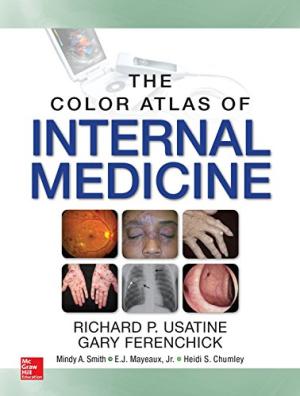 THE
COLOR ATLAS OF
INTERNAL
MEDICINE
RICHARD P. USATINE
GARY FERENCHICK
Mindy A. Smith • E.J. Mayeaux, Jr. • Heidi S. Chumley
Mc
Graw
Hill
Education